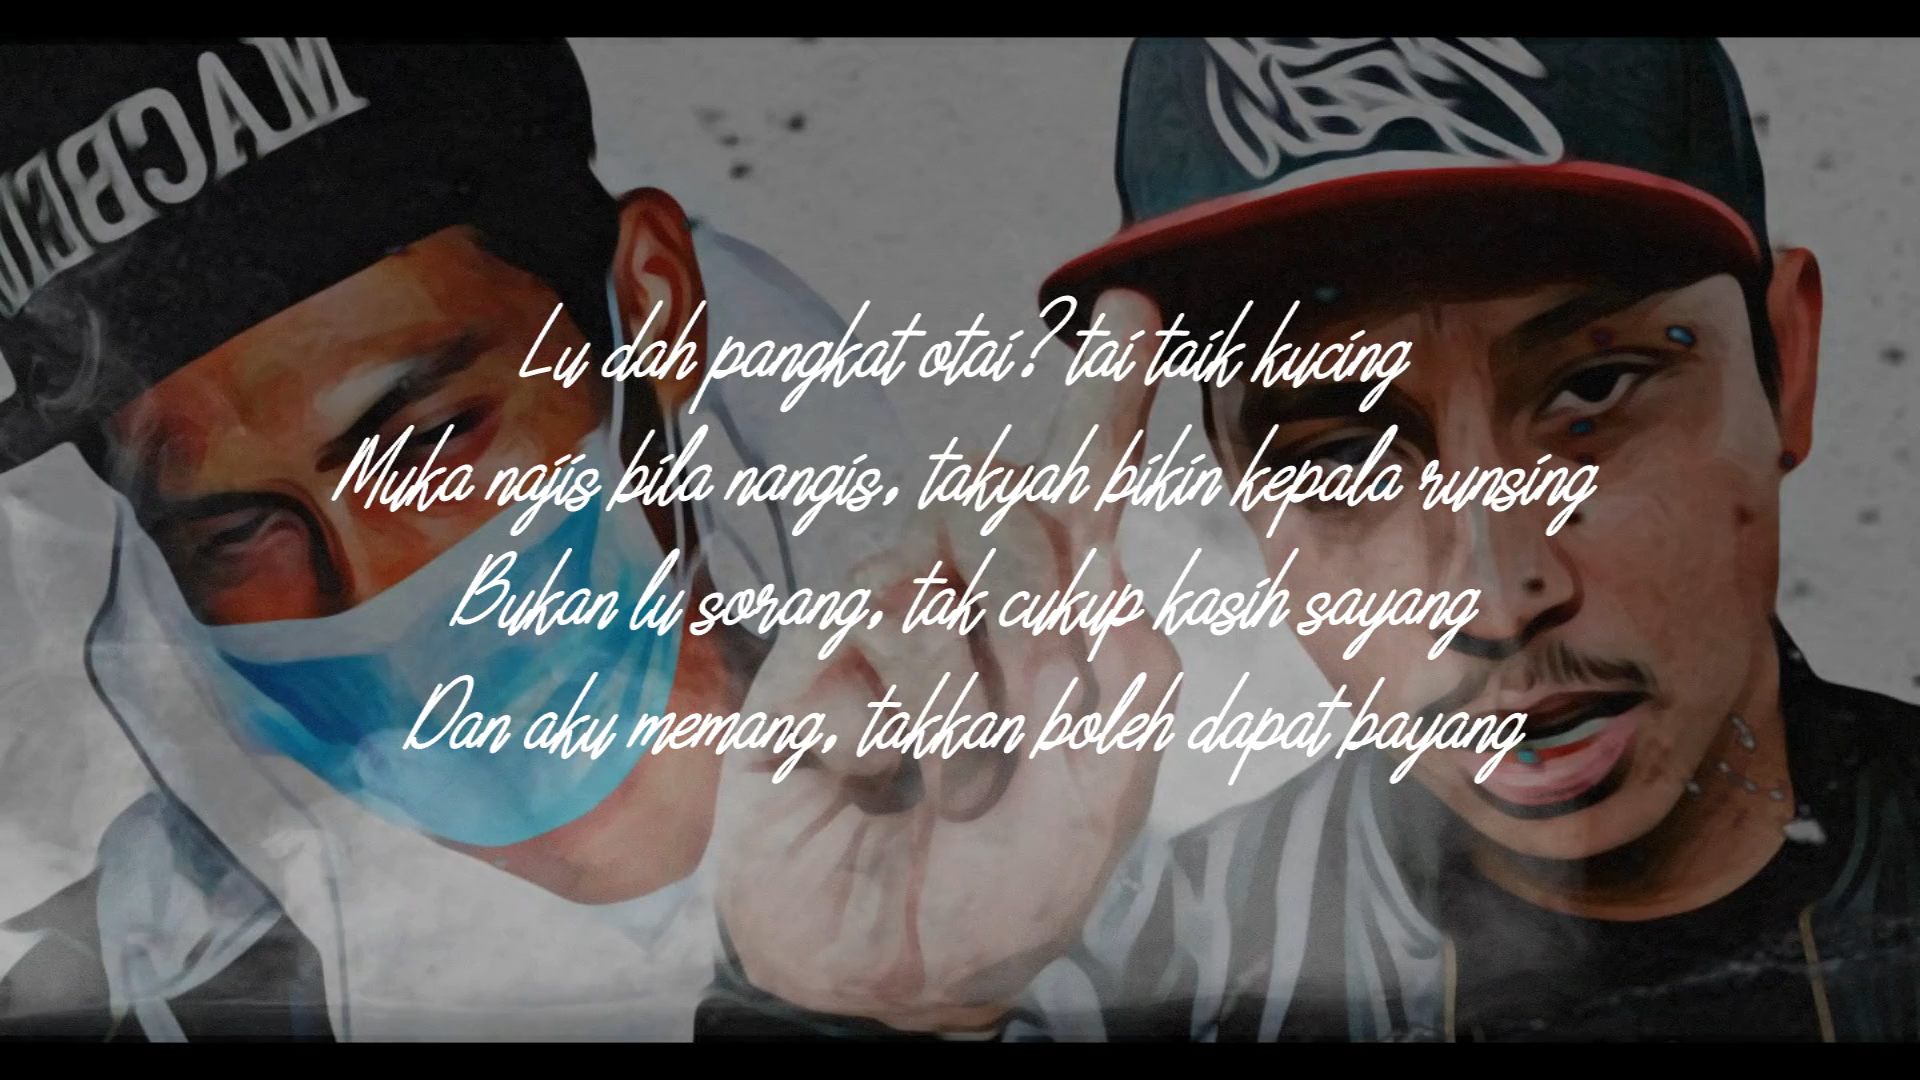 MACBETH
Lu dah pangkat otai? tai taik kucing
Muka najis bila nangis, takyah bikin kepala runsing
Bukan lu sorang, tak cukup kasih sayang
Dan aku memang, takkan boleh dapat bayang